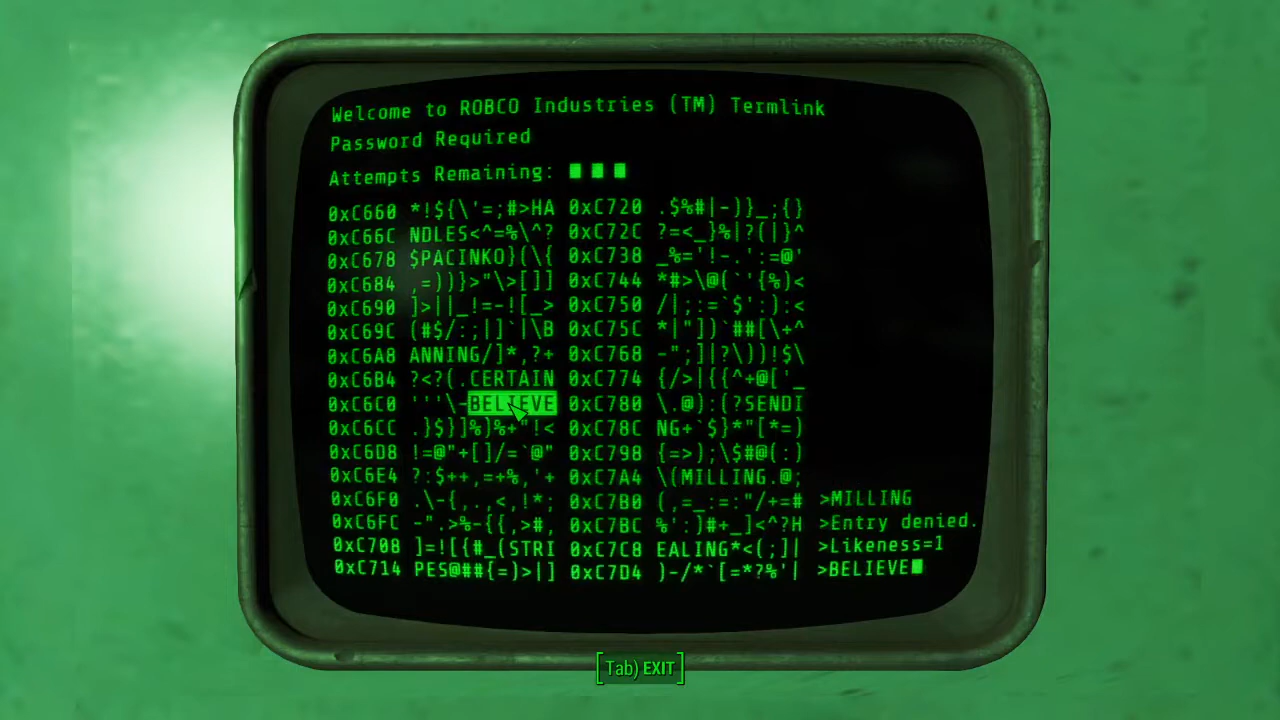 Welcome to ROBCO Industries (TM) Termlink
Password Required
Attempts Remaining: ■ ■ ■
0xC660 *!${\'=;#>HA 0xC720 .$%#|-)}_;{}
0xC66C NDLES<^=%\^? 0xC72C ?=<_}%|?(|}^
0xC678 $PACINKO}(\{ 0xC738 _%='!-.':=@'
0xC684 ,=))}>"\>[]] 0xC744 *#>\@(`'{%)<
0xC690 ]>||_!=-![_> 0xC750 /|;:=`$':):<
0xC69C (#$/:;|]`|\B 0xC75C *|"])`##[\+^
0xC6A8 ANNING/]*,?+ 0xC768 -";]|?\))!$\
0xC6B4 ?<?(.CERTAIN 0xC774 {/>|{{^+@['_
0xC6C0 '''\-BELIEVE 0xC780 \.@):(?SENDI
0xC6CC .}$}]%)%+"!< 0xC78C NG+`$}*"[*=)
0xC6D8 !=@"+[]/=`@" 0xC798 {=>);\$#@(:)
0xC6E4 ?:$++,=+%,'+ 0xC7A4 \(MILLING.@;
0xC6F0 .\-{,.,<,!*; 0xC7B0 (,=_:=:"/+=# >MILLING
0xC6FC -".>%-{{,>#, 0xC7BC %':)#+_]<^?H >Entry denied.
0xC708 ]=![{#_(STRI 0xC7C8 EALING*<(;]| >Likeness=1
0xC714 PES@##{=)>|] 0xC7D4 )-/*`[=*?%'| >BELIEVE■
[Tab) EXIT]